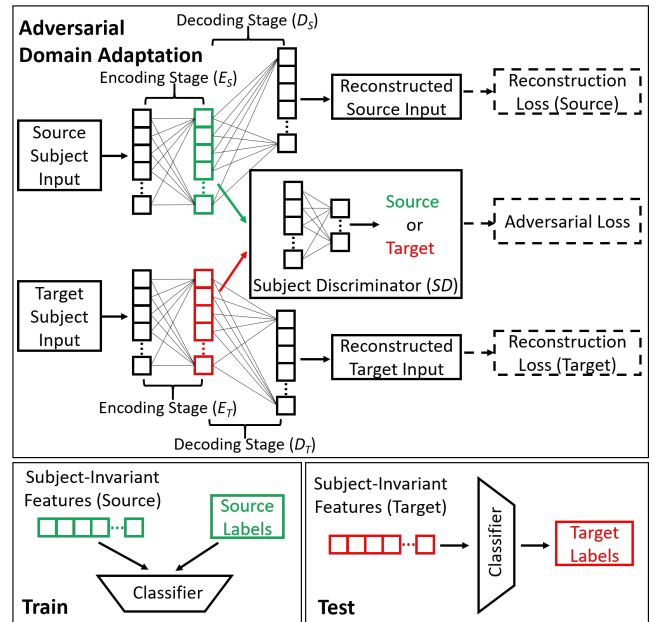 Adversarial
Domain Adaptation
Decoding Stage (D_S)
Encoding Stage (E_S)
Source
Subject
Input
Reconstructed
Source Input
Reconstruction
Loss (Source)
Source
or
Target
Subject Discriminator (SD)
Adversarial Loss
Target
Subject
Input
Reconstructed
Target Input
Reconstruction
Loss (Target)
Encoding Stage (E_T)
Decoding Stage (D_T)
Subject-Invariant
Features (Source)
Source
Labels
Classifier
Train
Subject-Invariant
Features (Target)
Classifier
Target
Labels
Test